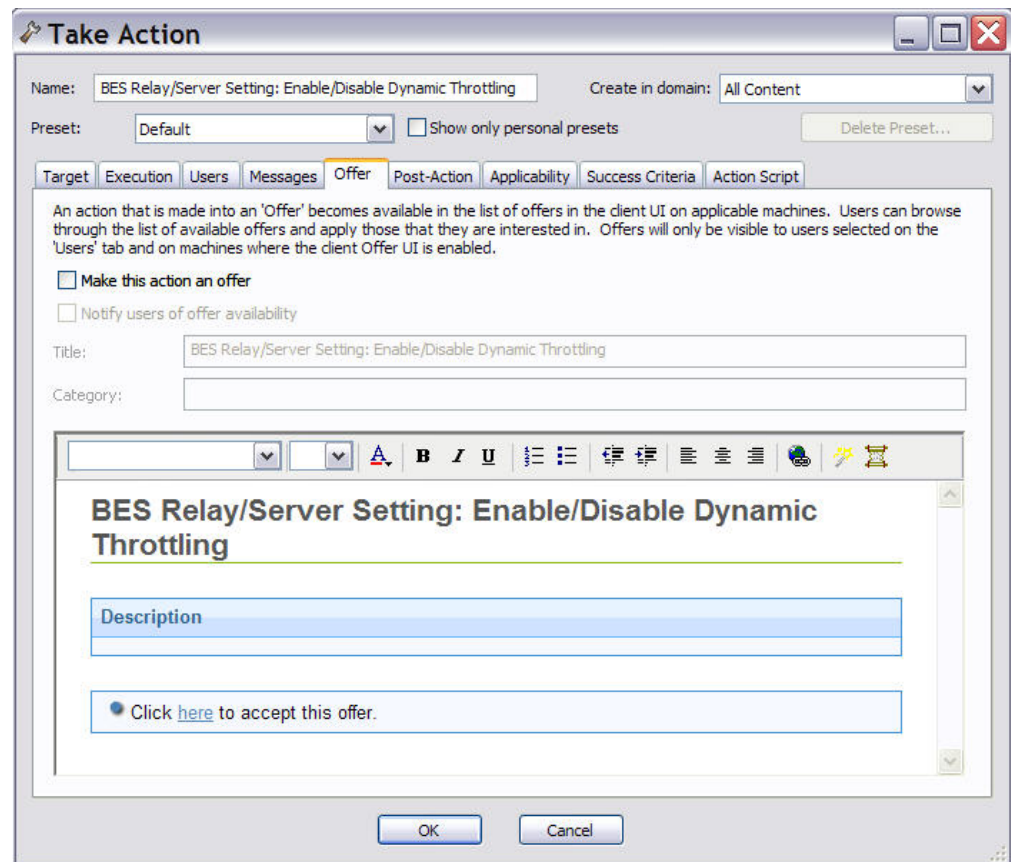 Take Action
Name: BES Relay/Server Setting: Enable/Disable Dynamic Throttling Create in domain: All Content
Preset: Default Show only personal presets Delete Preset...
Target Execution Users Messages Offer Post-Action Applicability Success Criteria Action Script
An action that is made into an 'Offer' becomes available in the list of offers in the client UI on applicable machines. Users can browse
through the list of available offers and apply those that they are interested in. Offers will only be visible to users selected on the
'Users' tab and on machines where the client Offer UI is enabled.
Make this action an offer
Notify users of offer availability
Title: BES Relay/Server Setting: Enable/Disable Dynamic Throttling
Category:
A B I U
BES Relay/Server Setting: Enable/Disable Dynamic
Throttling
Description
Click here to accept this offer.
OK Cancel